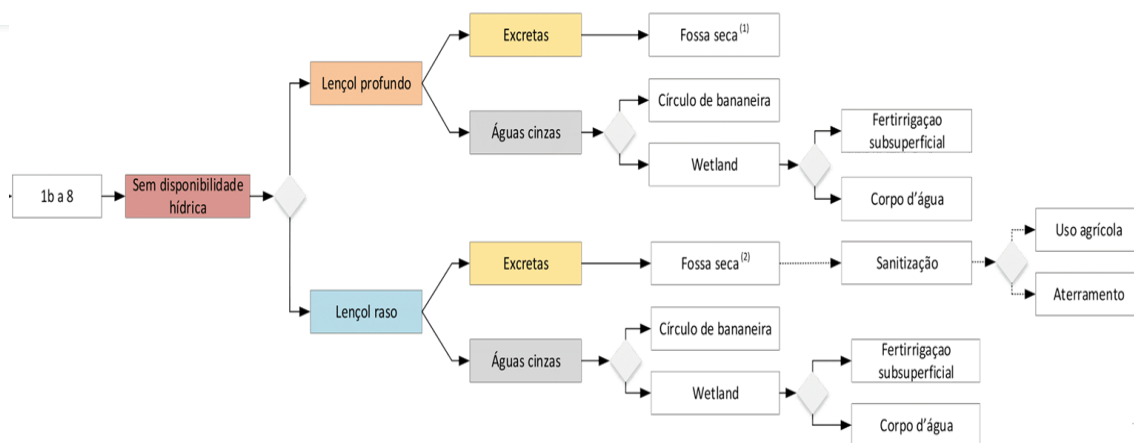 Excretas
Fossa seca (1)
Lençol profundo
Águas cinzas
Círculo de bananeira
Wetland
Fertirrigaçao
subsuperficial
Corpo d’água
1b a 8
Sem disponibilidade
hídrica
Excretas
Fossa seca (2)
Sanitização
Uso agrícola
Aterramento
Lençol raso
Águas cinzas
Círculo de bananeira
Wetland
Fertirrigaçao
subsuperficial
Corpo d’água